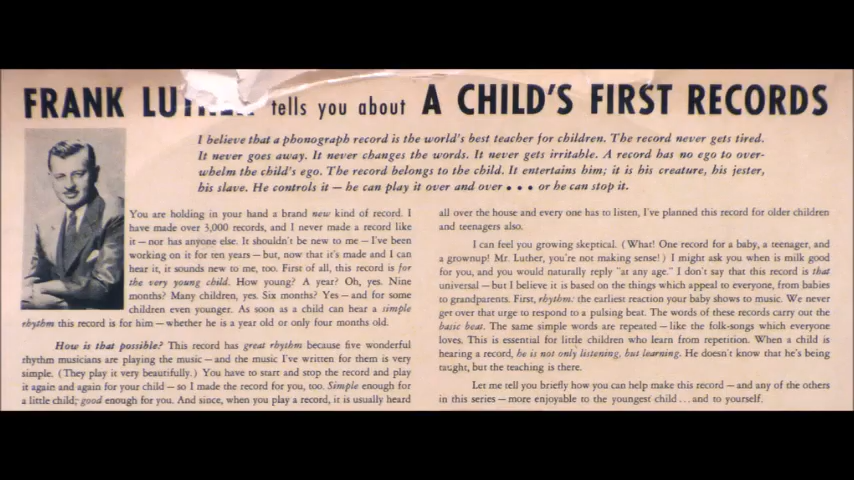 FRANK LUTHER tells you about A CHILD'S FIRST RECORDS
I believe that a phonograph record is the world's best teacher for children. The record never gets tired.
It never goes away. It never changes the words. It never gets irritable. A record has no ego to over-
whelm the child's ego. The record belongs to the child. It entertains him; it is his creature, his jester,
his slave. He controls it — he can play it over and over • • • or he can stop it.
You are holding in your hand a brand new kind of record. I
have made over 3,000 records, and I never made a record like
it — nor has anyone else. It shouldn't be new to me — I've been
working on it for ten years — but, now that it's made and I can
hear it, it sounds new to me, too. First of all, this record is for
the very young child. How young? A year? Oh, yes. Nine
months? Many children, yes. Six months? Yes — and for some
children even younger. As soon as a child can hear a simple
rhythm this record is for him — whether he is a year old or only four months old.
How is that possible? This record has great rhythm because five wonderful
rhythm musicians are playing the music — and the music I've written for them is very
simple. (They play it very beautifully.) You have to start and stop the record and play
it again and again for your child — so I made the record for you, too. Simple enough for
a little child; good enough for you. And since, when you play a record, it is usually heard
all over the house and every one has to listen, I've planned this record for older children
and teenagers also.
I can feel you growing skeptical. (What! One record for a baby, a teenager, and
a grownup! Mr. Luther, you're not making sense!) I might ask you when is milk good
for you, and you would naturally reply "at any age." I don't say that this record is that
universal — but I believe it is based on the things which appeal to everyone, from babies
to grandparents. First, rhythm: the earliest reaction your baby shows to music. We never
get over that urge to respond to a pulsing beat. The words of these records carry out the
basic beat. The same simple words are repeated — like the folk-songs which everyone
loves. This is essential for little children who learn from repetition. When a child is
hearing a record, he is not only listening, but learning. He doesn't know that he's being
taught, but the teaching is there.
Let me tell you briefly how you can help make this record — and any of the others
in this series — more enjoyable to the youngest child . . . and to yourself.